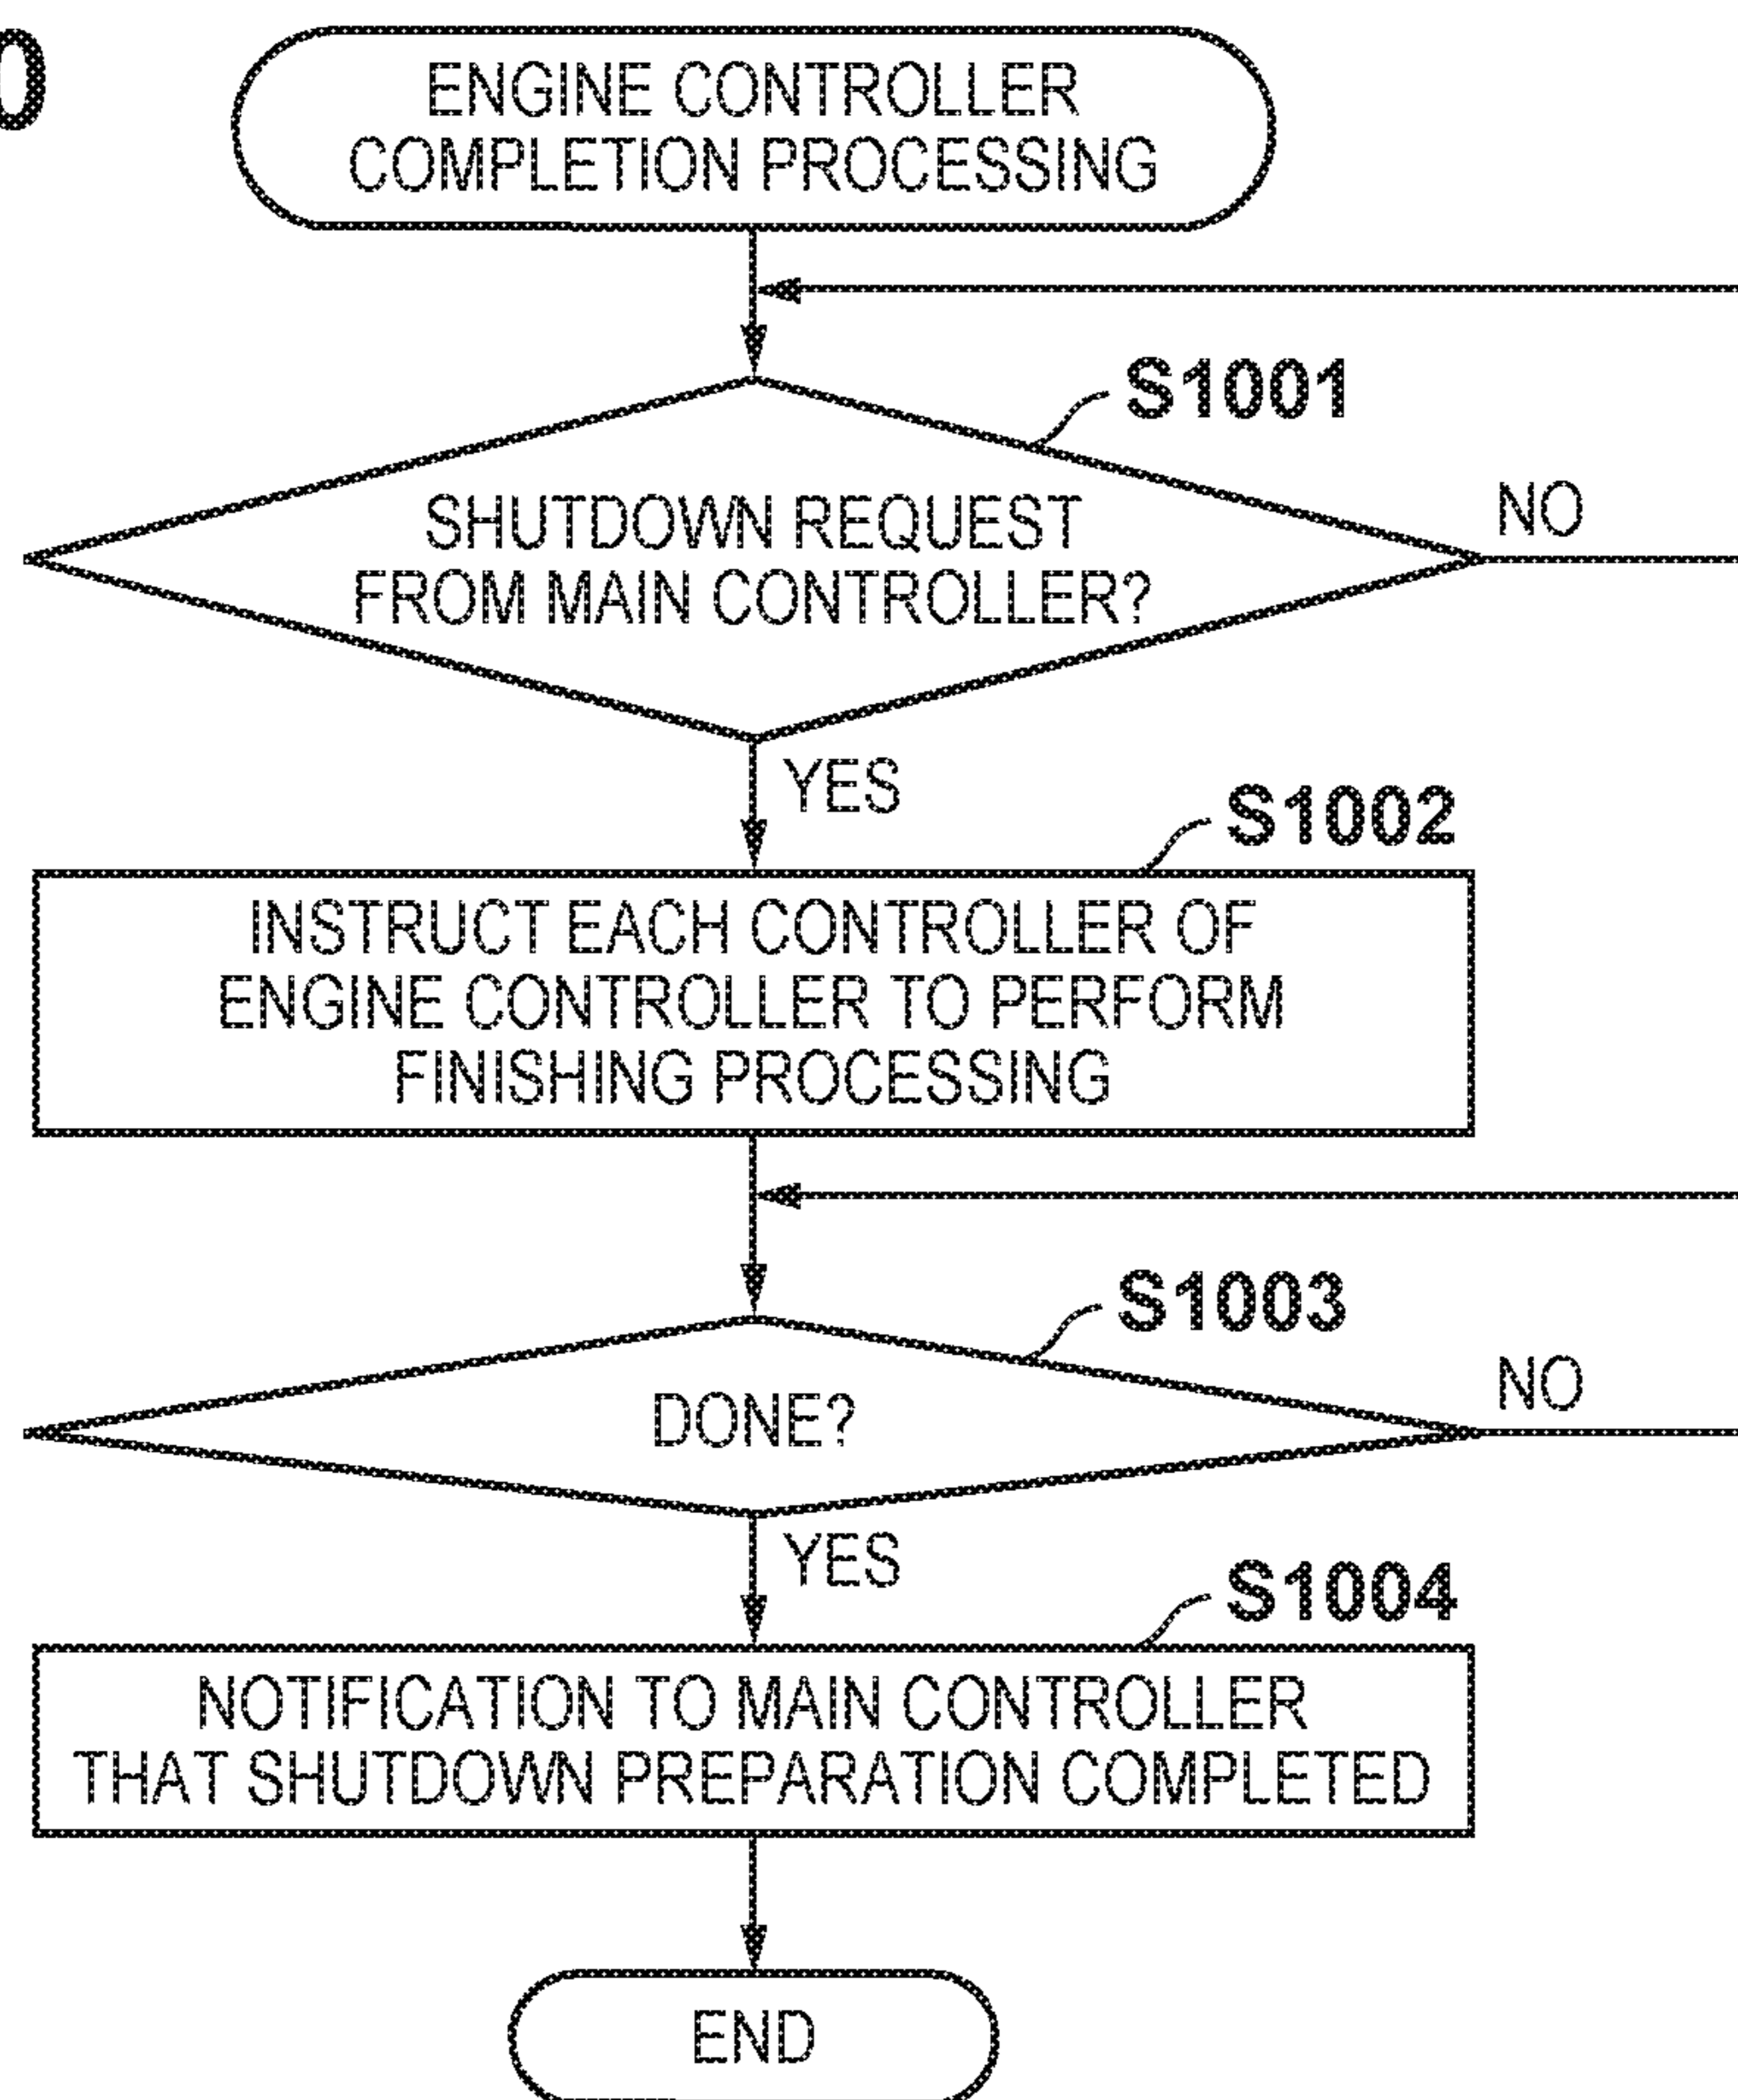 0
ENGINE CONTROLLER
COMPLETION PROCESSING
S1001
SHUTDOWN REQUEST
FROM MAIN CONTROLLER?
NO
YES
S1002
INSTRUCT EACH CONTROLLER OF
ENGINE CONTROLLER TO PERFORM
FINISHING PROCESSING
S1003
DONE?
NO
YES
S1004
NOTIFICATION TO MAIN CONTROLLER
THAT SHUTDOWN PREPARATION COMPLETED
END